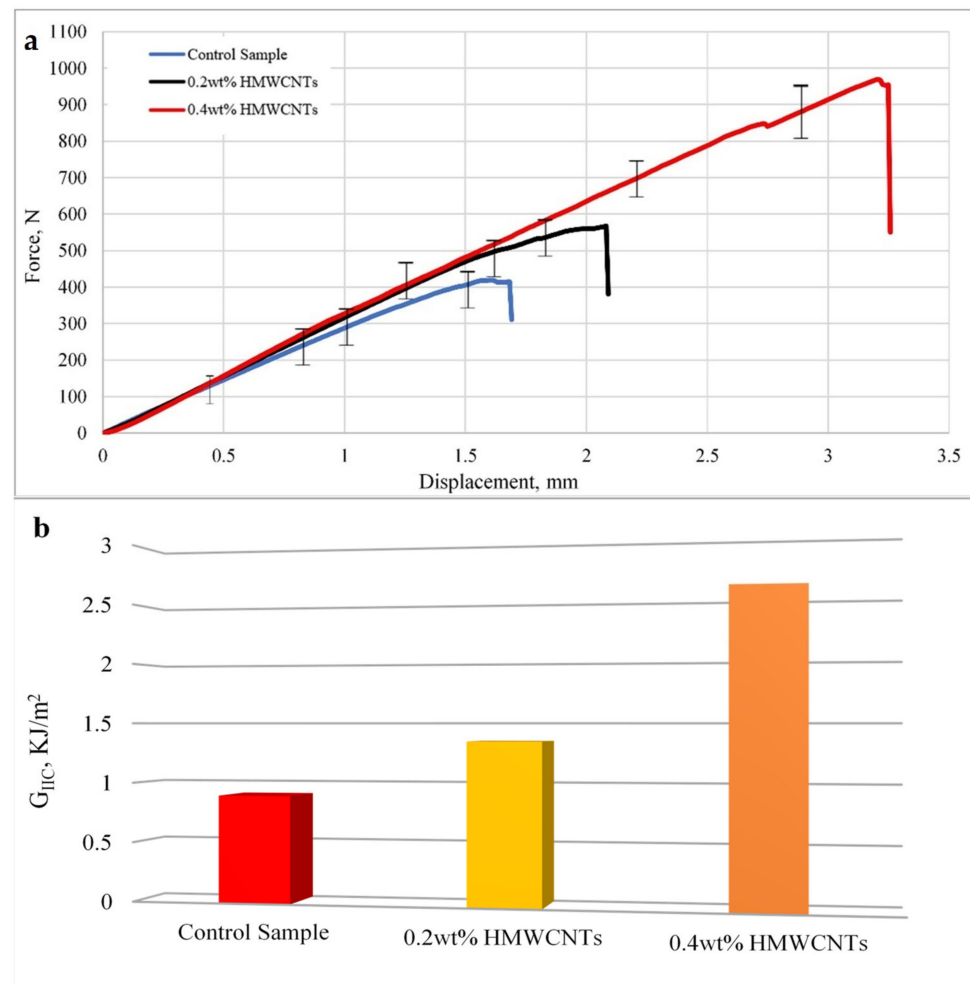 a
1100
1000
900
800
700
600
500
400
300
200
100
0
Force, N
Control Sample
0.2wt% HMWCNTs
0.4wt% HMWCNTs
0 0.5 1 1.5 2 2.5 3 3.5
Displacement, mm
b
3
2.5
2
1.5
1
0.5
0
G_IIC, KJ/m²
Control Sample 0.2wt% HMWCNTs 0.4wt% HMWCNTs